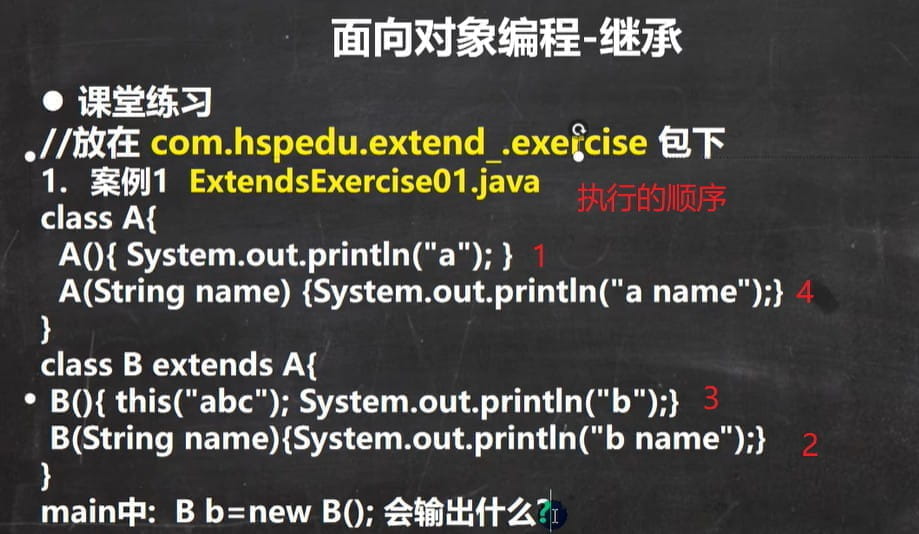 面向对象编程-继承
● 课堂练习
//放在 com.hspedu.extend_.exercise 包下
1. 案例1 ExtendsExercise01.java
执行的顺序
class A{
A(){ System.out.println("a"); } 1
A(String name) {System.out.println("a name");} 4
}
class B extends A{
• B(){ this("abc"); System.out.println("b");} 3
B(String name){System.out.println("b name");} 2
}
main中: B b=new B(); 会输出什么?